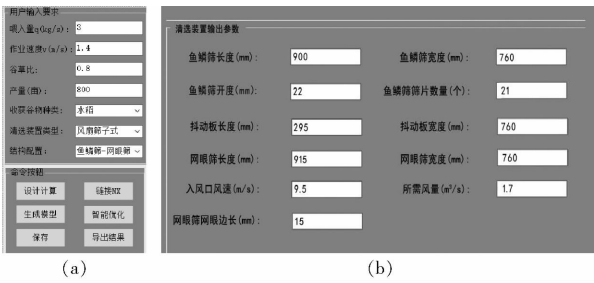 用户输入要求
喂入量q(kg/s): 3
作业速度v(m/s): 1.4
谷草比: 0.8
产量(亩): 800
收获谷物种类: 水稻
清选装置类型: 风扇筛子式
结构配置: 鱼鳞筛-网眼筛
命令按钮
设计计算 链接NX
生成模型 智能优化
保存 导出结果
(a)
清选装置输出参数
鱼鳞筛长度(mm): 900 鱼鳞筛宽度(mm): 760
鱼鳞筛开度(mm): 22 鱼鳞筛筛片数量(个): 21
抖动板长度(mm): 295 抖动板宽度(mm): 760
网眼筛长度(mm): 915 网眼筛宽度(mm): 760
入风口风速(m/s): 9.5 所需风量(m³/s): 1.7
网眼筛网眼边长(mm): 15
(b)